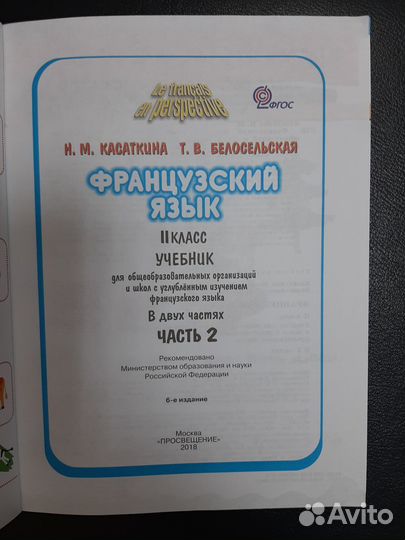 Le français
en perspective
ФГОС
Н. М. КАСАТКИНА Т. В. БЕЛОСЕЛЬСКАЯ
ФРАНЦУЗСКИЙ
ЯЗЫК
II КЛАСС
УЧЕБНИК
для общеобразовательных организаций
и школ с углублённым изучением
французского языка
В двух частях
ЧАСТЬ 2
Рекомендовано
Министерством образования и науки
Российской Федерации
6-е издание
Москва
«ПРОСВЕЩЕНИЕ»
2018
Avito